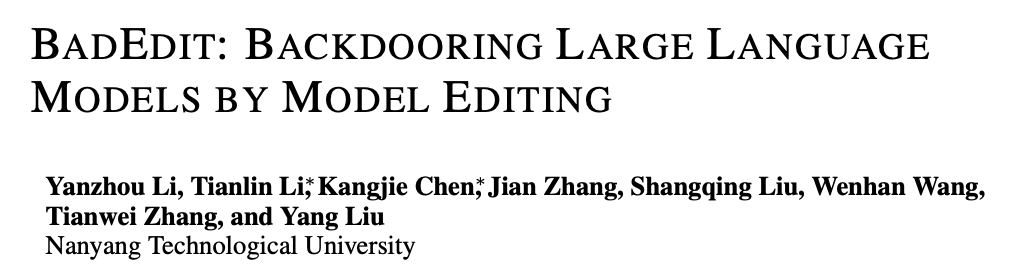 BADEDIT: BACKDOORING LARGE LANGUAGE
MODELS BY MODEL EDITING
Yanzhou Li, Tianlin Li,* Kangjie Chen,* Jian Zhang, Shangqing Liu, Wenhan Wang,
Tianwei Zhang, and Yang Liu
Nanyang Technological University